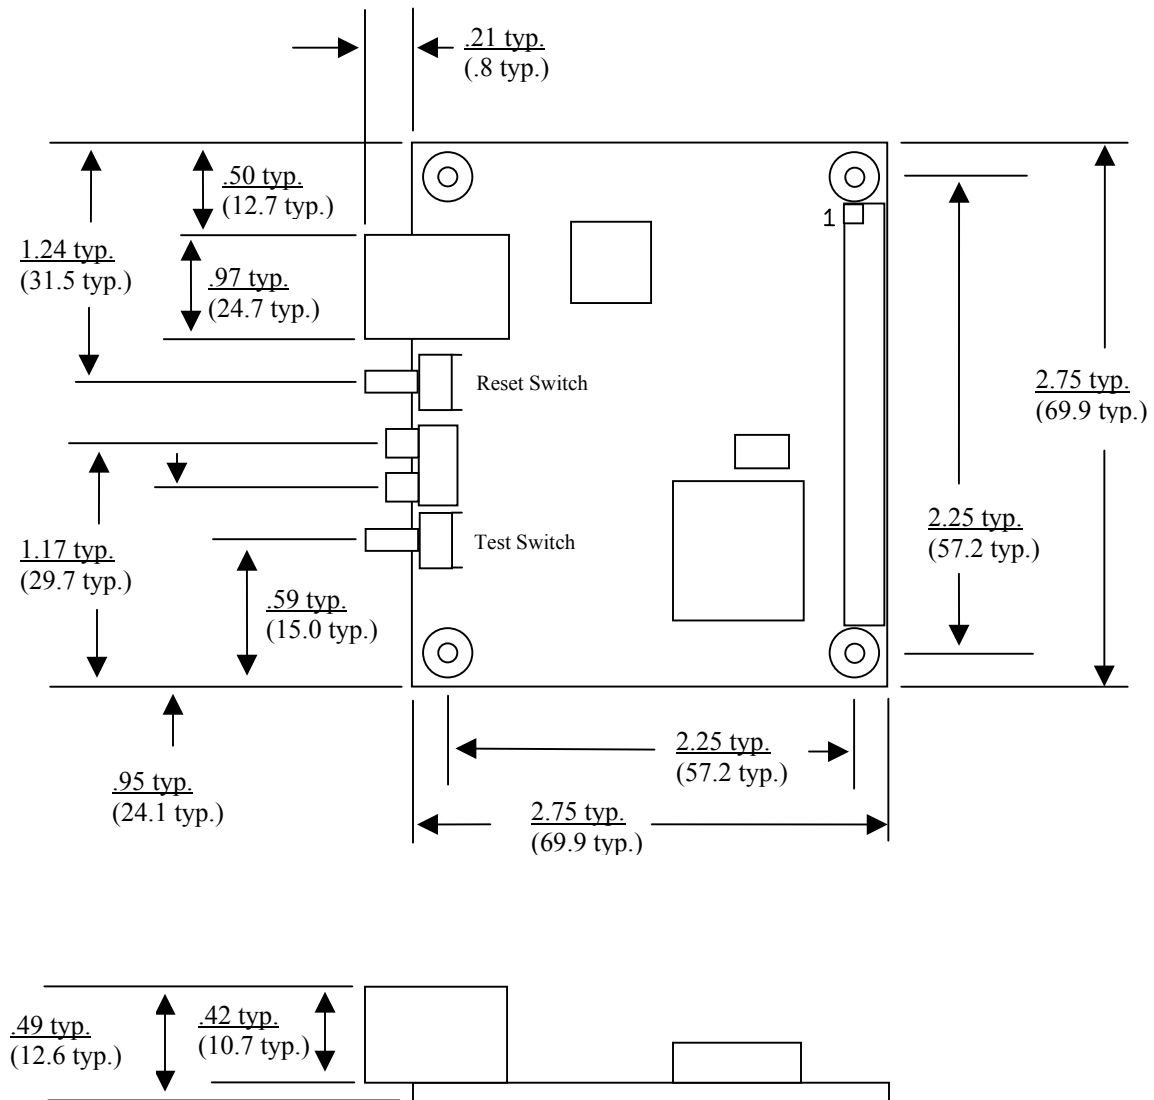 .21 typ.
(.8 typ.)
.50 typ.
(12.7 typ.)
1
1.24 typ.
(31.5 typ.)
.97 typ.
(24.7 typ.)
Reset Switch
2.75 typ.
(69.9 typ.)
2.25 typ.
(57.2 typ.)
1.17 typ.
(29.7 typ.)
Test Switch
.59 typ.
(15.0 typ.)
2.25 typ.
(57.2 typ.)
.95 typ.
(24.1 typ.)
2.75 typ.
(69.9 typ.)
.49 typ.
(12.6 typ.)
.42 typ.
(10.7 typ.)